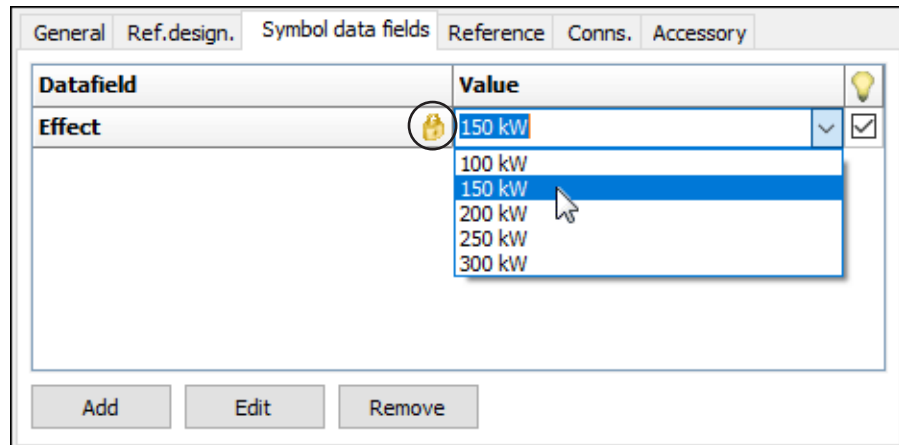 General Ref.design. Symbol data fields Reference Conns. Accessory
Datafield Value
Effect 150 kW
100 kW
150 kW
200 kW
250 kW
300 kW
Add Edit Remove